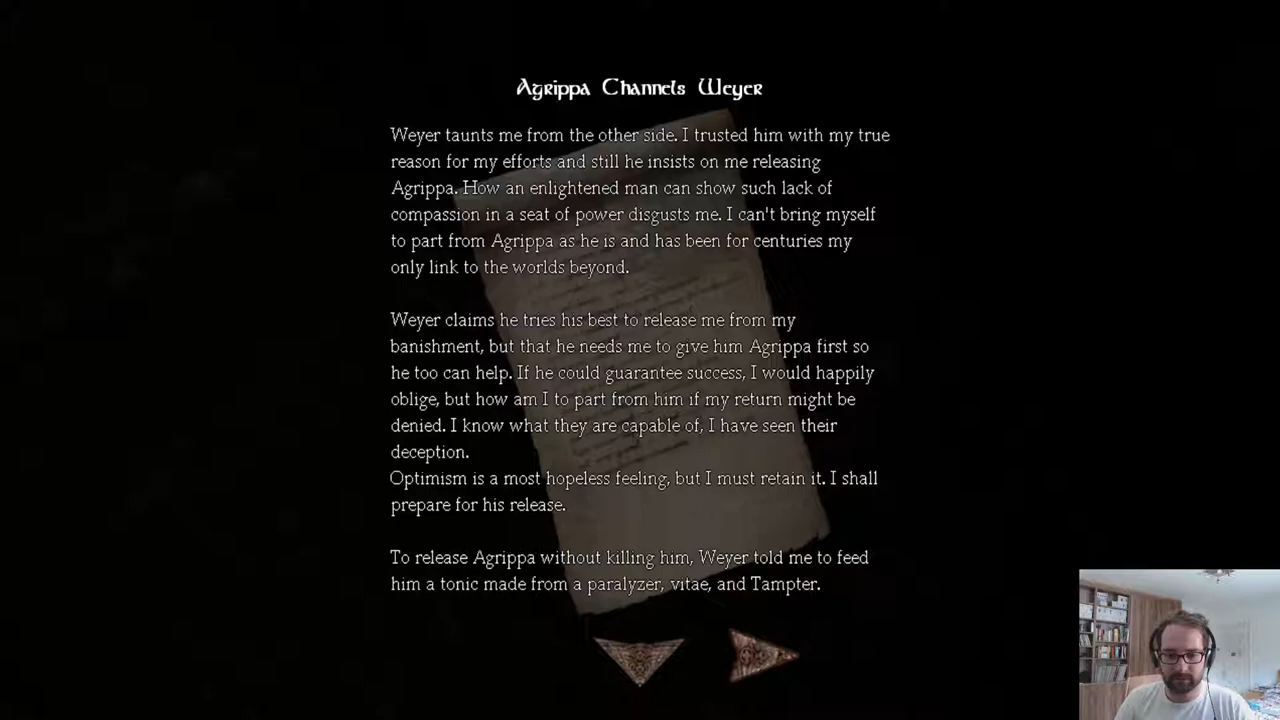 Agrippa Channels Weyer
Weyer taunts me from the other side. I trusted him with my true
reason for my efforts and still he insists on me releasing
Agrippa. How an enlightened man can show such lack of
compassion in a seat of power disgusts me. I can't bring myself
to part from Agrippa as he is and has been for centuries my
only link to the worlds beyond.
Weyer claims he tries his best to release me from my
banishment, but that he needs me to give him Agrippa first so
he too can help. If he could guarantee success, I would happily
oblige, but how am I to part from him if my return might be
denied. I know what they are capable of, I have seen their
deception.
Optimism is a most hopeless feeling, but I must retain it. I shall
prepare for his release.
To release Agrippa without killing him, Weyer told me to feed
him a tonic made from a paralyzer, vitae, and Tampter.